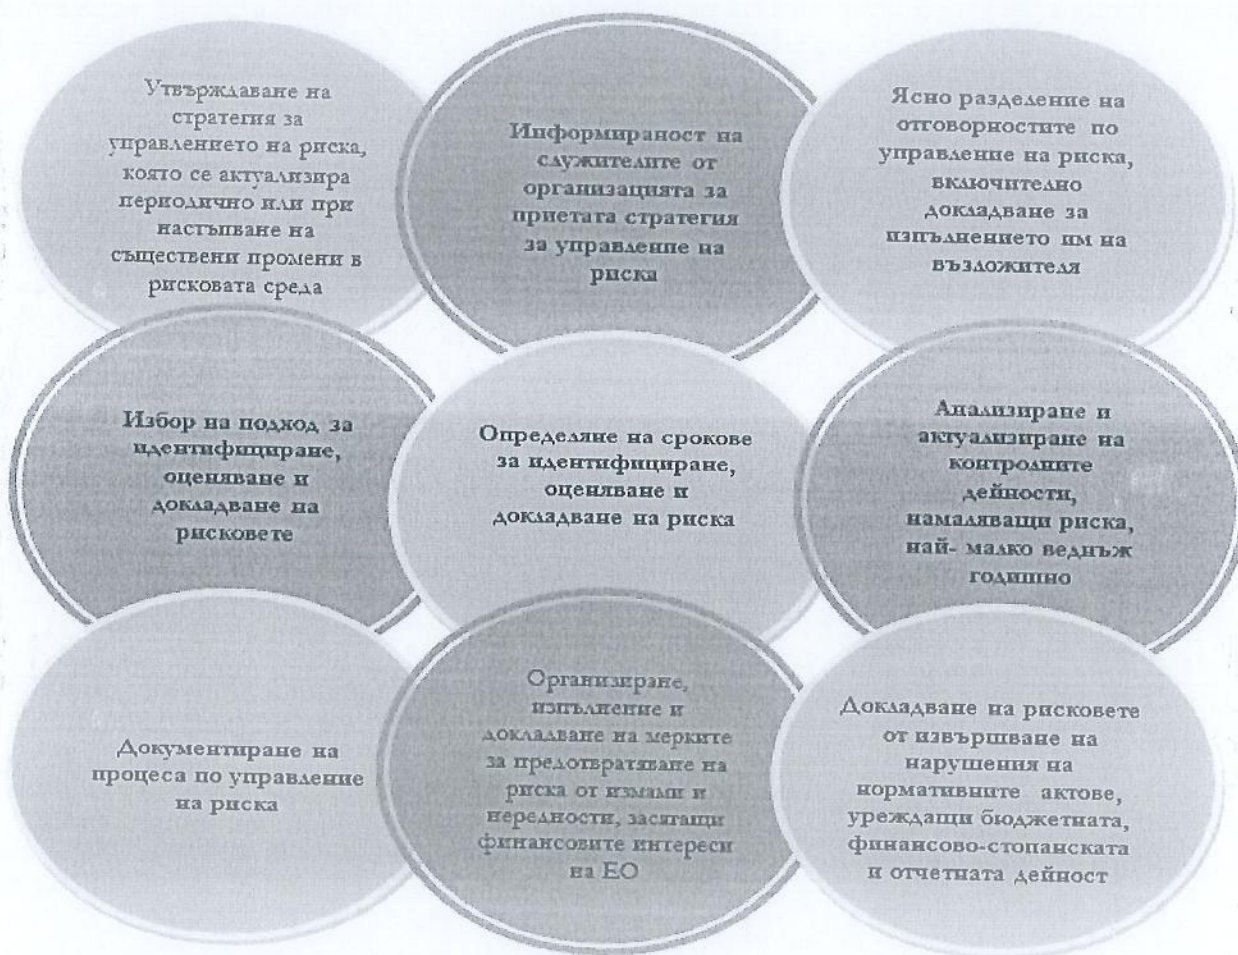 Утвърждаване на
стратегия за
управлението на риска,
която се актуализира
периодично или при
настъпване на
съществени промени в
рисковата среда
Информираност на
служителите от
организацията за
приетата стратегия
за управление на
риска
Ясно разделение на
отговорностите по
управление на риска,
включително
докладване за
изпълнението им на
възложителя
Избор на подход за
идентифициране,
оценяване и
докладване на
рисковете
Определяне на срокове
за идентифициране,
оценяване и
докладване на риска
Анализиране и
актуализиране на
контролните
дейности,
намаляващи риска,
най- малко веднъж
годишно
Документиране на
процеса по управление
на риска
Организиране,
изпълнение и
докладване на мерките
за предотвратяване на
риска от измами и
нередности, засягащи
финансовите интереси
на ЕО
Докладване на рисковете
от извършване на
нарушения на
нормативните актове,
уреждащи бюджетната,
финансово-стопанската
и отчетната дейност